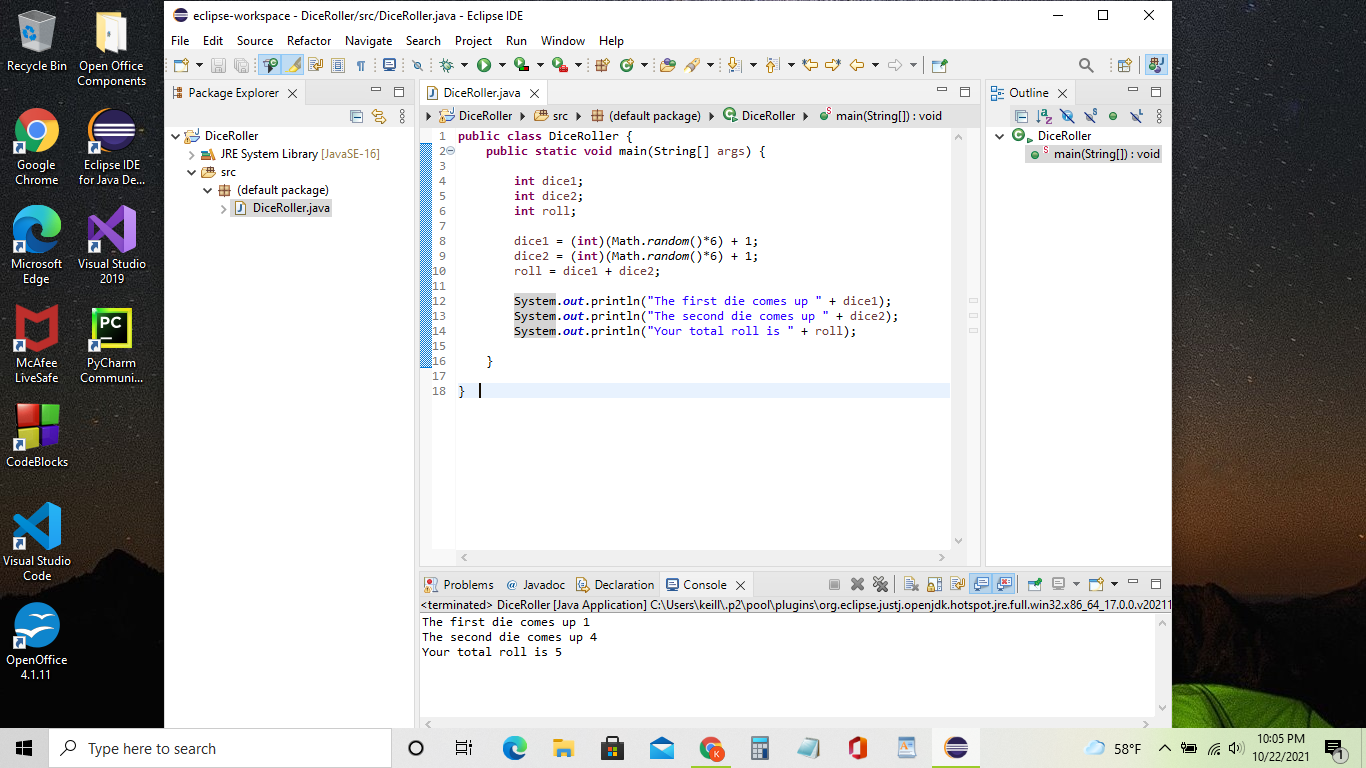 Recycle Bin
Open Office Components
Google Chrome
Eclipse IDE for Java De...
Microsoft Edge
Visual Studio 2019
McAfee LiveSafe
PyCharm Communi...
CodeBlocks
Visual Studio Code
OpenOffice 4.1.11
eclipse-workspace - DiceRoller/src/DiceRoller.java - Eclipse IDE
File Edit Source Refactor Navigate Search Project Run Window Help
Package Explorer
DiceRoller
JRE System Library [JavaSE-16]
src
(default package)
DiceRoller.java
DiceRoller.java
DiceRoller src (default package) DiceRoller main(String[]) : void
1 public class DiceRoller {
2 public static void main(String[] args) {
3
4 int dice1;
5 int dice2;
6 int roll;
7
8 dice1 = (int)(Math.random()*6) + 1;
9 dice2 = (int)(Math.random()*6) + 1;
10 roll = dice1 + dice2;
11
12 System.out.println("The first die comes up " + dice1);
13 System.out.println("The second die comes up " + dice2);
14 System.out.println("Your total roll is " + roll);
15
16 }
17
18 }
Outline
DiceRoller
main(String[]) : void
Problems @ Javadoc Declaration Console
<terminated> DiceRoller [Java Application] C:\Users\keill\.p2\pool\plugins\org.eclipse.justj.openjdk.hotspot.jre.full.win32.x86_64_17.0.0.v20211
The first die comes up 1
The second die comes up 4
Your total roll is 5
Type here to search
58°F
10:05 PM
10/22/2021
1